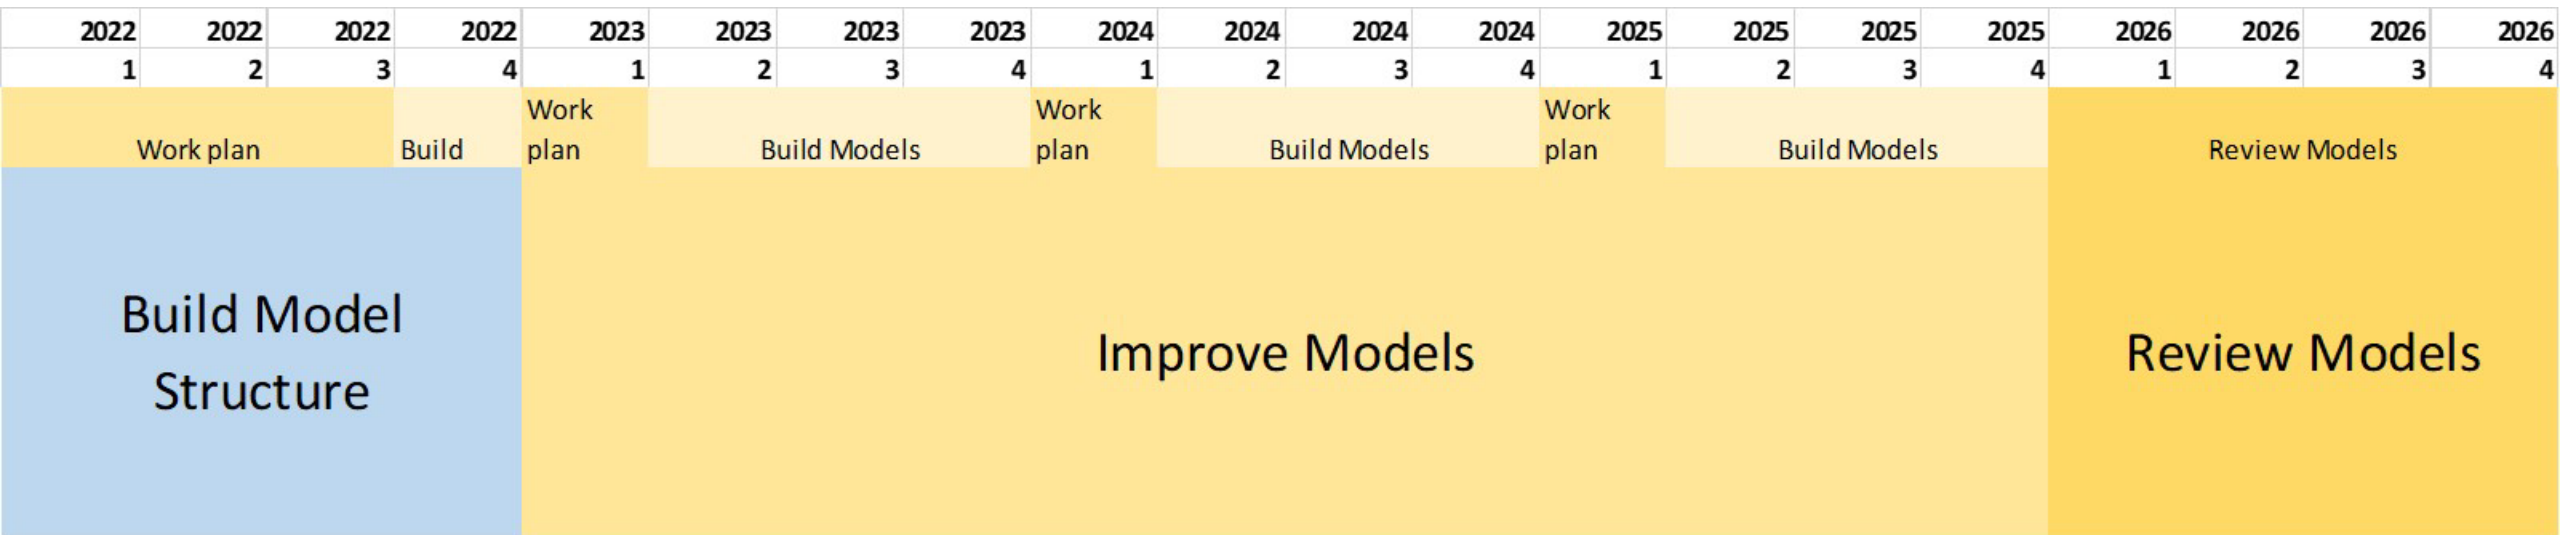 2022 2022 2022 2022 2023 2023 2023 2023 2024 2024 2024 2024 2025 2025 2025 2025 2026 2026 2026 2026
1 2 3 4 1 2 3 4 1 2 3 4 1 2 3 4 1 2 3 4
Work Work Work
Work plan Build plan Build Models plan Build Models plan Build Models Review Models
Build Model
Structure
Improve Models
Review Models